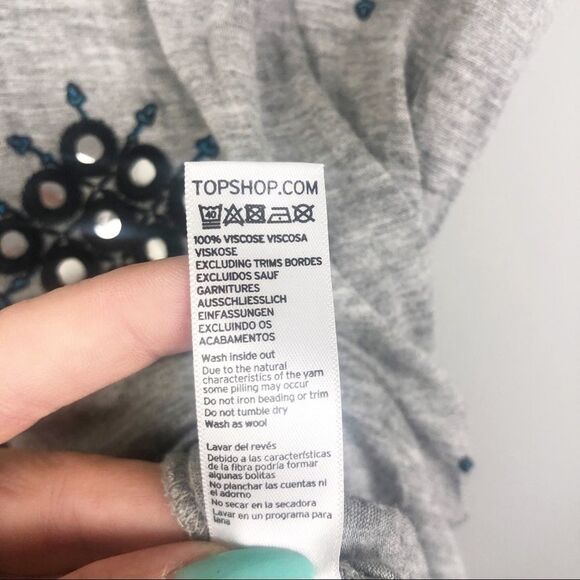 TOPSHOP.COM
40
100% VISCOSE VISCOSA
VISKOSE
EXCLUDING TRIMS BORDES
EXCLUIDOS SAUF
GARNITURES
AUSSCHLIESSLICH
EINFASSUNGEN
EXCLUINDO OS
ACABAMENTOS
Wash inside out
Due to the natural
characteristics of the yarn
some pilling may occur
Do not iron beading or trim
Do not tumble dry
Wash as wool
Lavar del revés
Debido a las características
de la fibra podría formar
algunas bolitas
No planchar las cuentas ni
el adorno
No secar en la secadora
Lavar en un programa para
lana